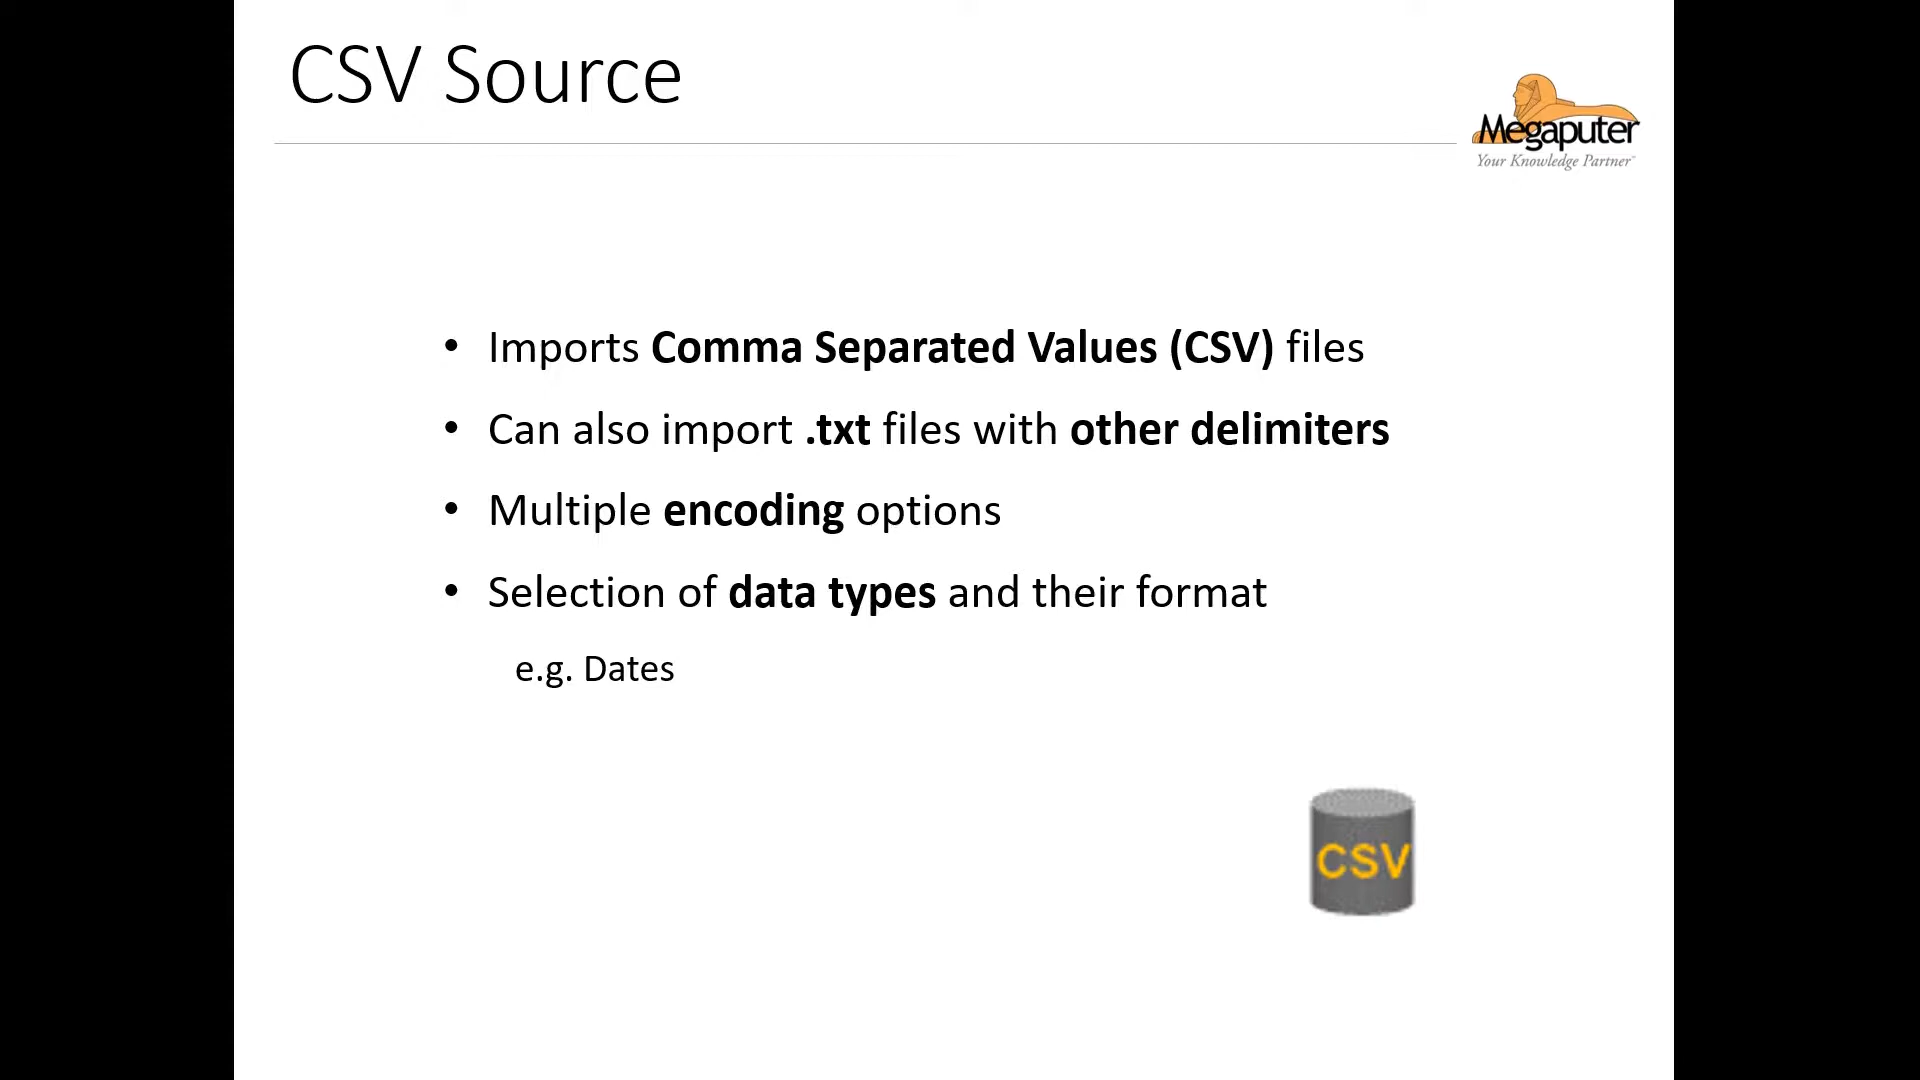 CSV Source
Megaputer
Your Knowledge Partner
• Imports Comma Separated Values (CSV) files
• Can also import .txt files with other delimiters
• Multiple encoding options
• Selection of data types and their format
e.g. Dates
CSV